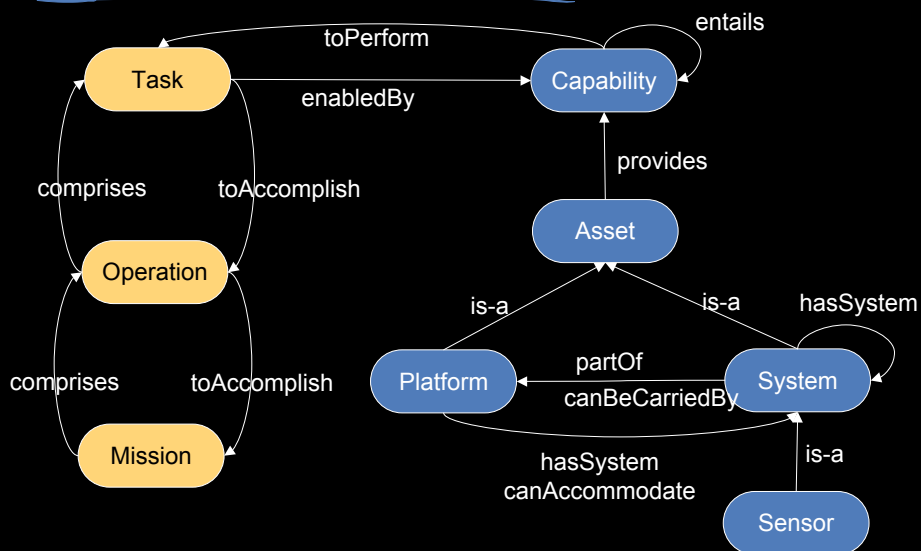 entails
toPerform
Task
Capability
enabledBy
provides
comprises
toAccomplish
Asset
Operation
is-a
is-a
hasSystem
partOf
comprises
toAccomplish
Platform
System
canBeCarriedBy
Mission
hasSystem
canAccommodate
is-a
Sensor